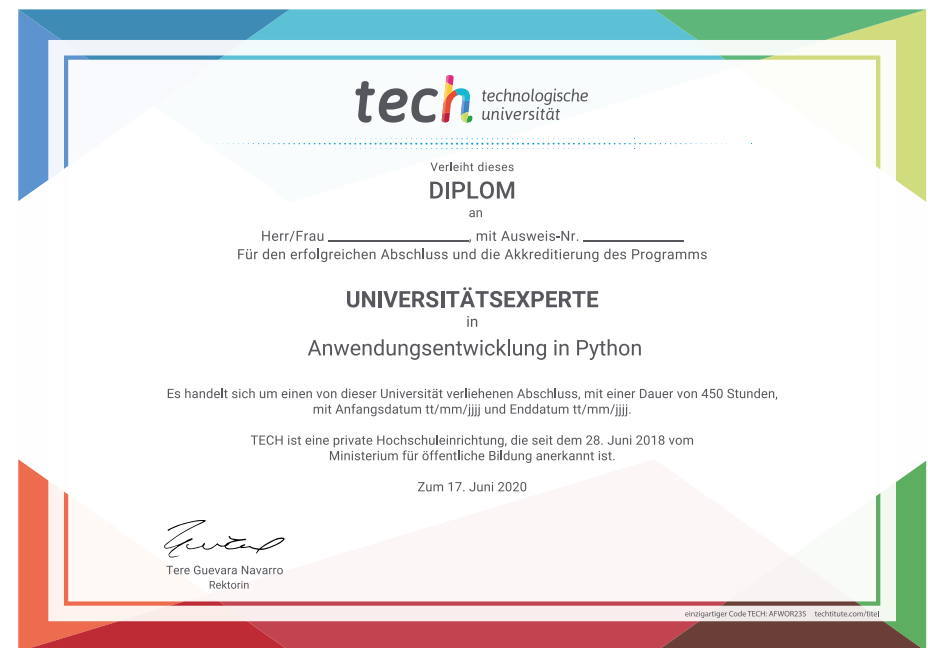 tech technologische
universität
Verleiht dieses
DIPLOM
an
Herr/Frau ____________________, mit Ausweis-Nr. ______________
Für den erfolgreichen Abschluss und die Akkreditierung des Programms
UNIVERSITÄTSEXPERTE
in
Anwendungsentwicklung in Python
Es handelt sich um einen von dieser Universität verliehenen Abschluss, mit einer Dauer von 450 Stunden,
mit Anfangsdatum tt/mm/jjjj und Enddatum tt/mm/jjjj.
TECH ist eine private Hochschuleinrichtung, die seit dem 28. Juni 2018 vom
Ministerium für öffentliche Bildung anerkannt ist.
Zum 17. Juni 2020
Tere Guevara Navarro
Rektorin
einzigartiger Code TECH: AFWOR235 techtitute.com/titel